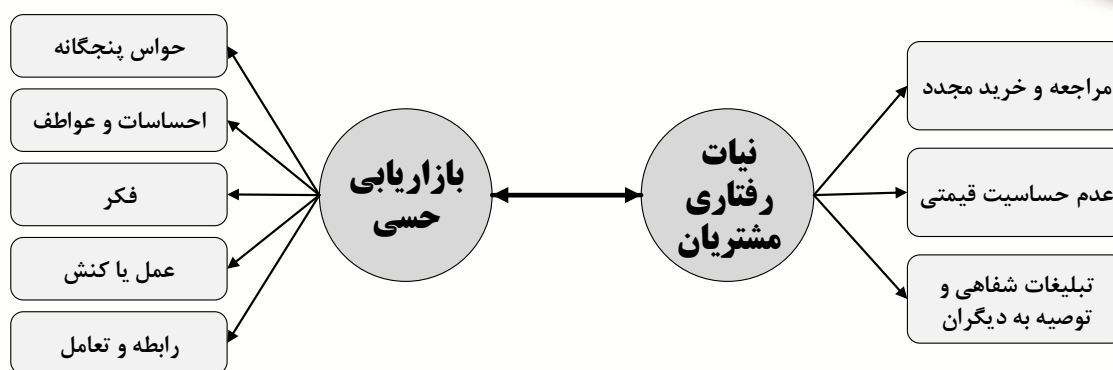 حواس پنجگانه
احساسات و عواطف
فکر
عمل یا کنش
رابطه و تعامل
بازاریابی
حسی
نیات
رفتاری
مشتریان
مراجعه و خرید مجدد
عدم حساسیت قیمتی
تبلیغات شفاهی و
توصیه به دیگران